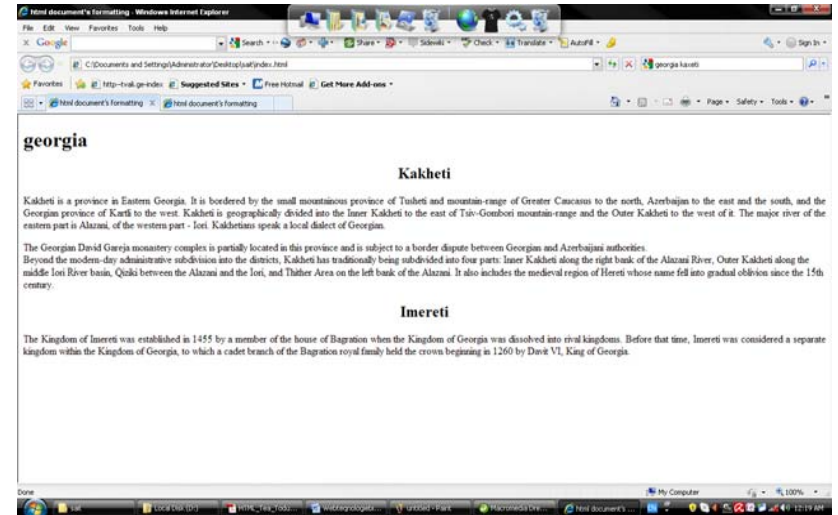 Html document's formatting - Windows Internet Explorer
File Edit View Favorites Tools Help
x Google Search Share Sidewiki Check Translate AutoFill Sign In
C:\Documents and Settings\Administrator\Desktop\sait\index.html georgia kaxeti
Favorites http--tvali.ge-index Suggested Sites Free Hotmail Get More Add-ons
Html document's formatting X Html document's formatting Page Safety Tools
georgia
Kakheti
Kakheti is a province in Eastern Georgia. It is bordered by the small mountainous province of Tusheti and mountain-range of Greater Caucasus to the north, Azerbaijan to the east and the south, and the
Georgian province of Kartli to the west. Kakheti is geographically divided into the Inner Kakheti to the east of Tsiv-Gombori mountain-range and the Outer Kakheti to the west of it. The major river of the
eastern part is Alazani, of the western part - Iori. Kakhetians speak a local dialect of Georgian.
The Georgian David Gareja monastery complex is partially located in this province and is subject to a border dispute between Georgian and Azerbaijani authorities.
Beyond the modern-day administrative subdivision into the districts, Kakheti has traditionally being subdivided into four parts: Inner Kakheti along the right bank of the Alazani River, Outer Kakheti along the
middle Iori River basin, Qiziki between the Alazani and the Iori, and Thither Area on the left bank of the Alazani. It also includes the medieval region of Hereti whose name fell into gradual oblivion since the 15th
century.
Imereti
The Kingdom of Imereti was established in 1455 by a member of the house of Bagration when the Kingdom of Georgia was dissolved into rival kingdoms. Before that time, Imereti was considered a separate
kingdom within the Kingdom of Georgia, to which a cadet branch of the Bagration royal family held the crown beginning in 1260 by Davit VI, King of Georgia.
Done My Computer 100%
sait Local Disk (D:) HTML_Tea_Todu... webteqnologiebi... untitled - Paint Macromedia Dre... Html document's ... 12:19 AM